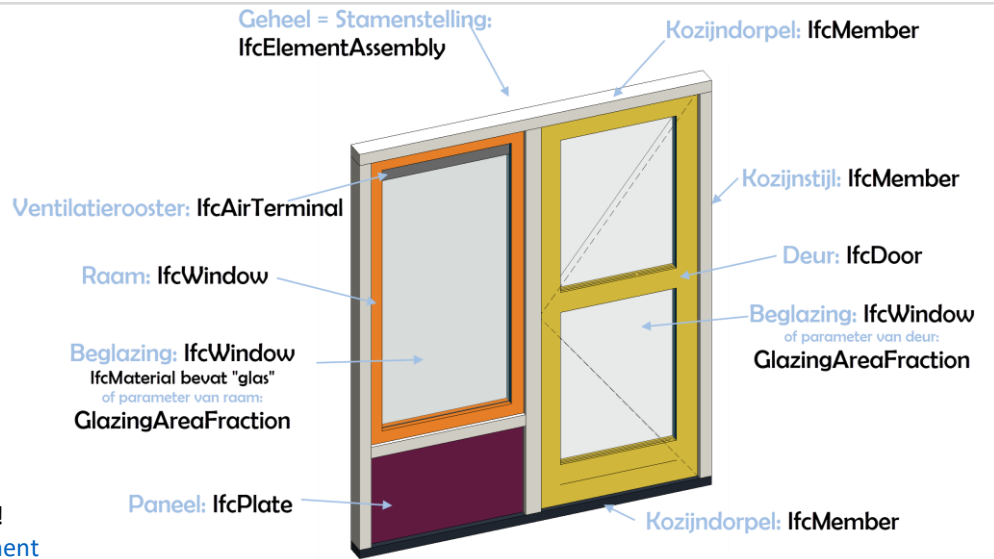 Geheel = Stamenstelling:
IfcElementAssembly
Kozijndorpel: IfcMember
Ventilatierooster: IfcAirTerminal
Kozijnstijl: IfcMember
Raam: IfcWindow
Deur: IfcDoor
Beglazing: IfcWindow
IfcMaterial bevat "glas"
of parameter van raam:
GlazingAreaFraction
Beglazing: IfcWindow
of parameter van deur:
GlazingAreaFraction
Paneel: IfcPlate
Kozijndorpel: IfcMember
!